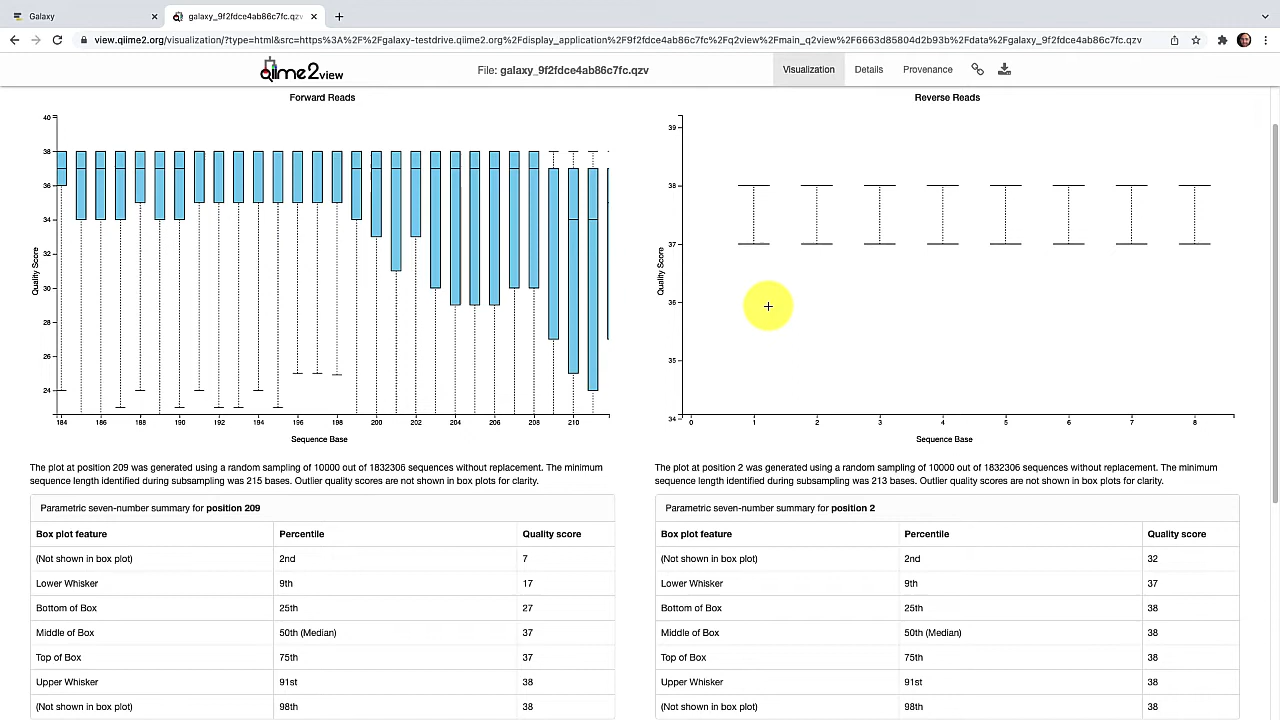 Galaxy
galaxy_9f2fdce4ab86c7fc.qzv
view.qiime2.org/visualization/?type=html&src=https%3A%2F%2Fgalaxy-testdrive.qiime2.org%2Fdisplay_application%2F9f2fdce4ab86c7fc%2Fq2view%2Fmain_q2view%2F6663d85804d2b93b%2Fdata%2Fgalaxy_9f2fdce4ab86c7fc.qzv
qiime2view
File: galaxy_9f2fdce4ab86c7fc.qzv
Visualization Details Provenance
Forward Reads
40
38
36
34
32
30
28
26
24
Quality Score
184 186 188 190 192 194 196 198 200 202 204 206 208 210
Sequence Base
Reverse Reads
39
38
37
36
35
34
Quality Score
0 1 2 3 4 5 6 7 8
Sequence Base
The plot at position 209 was generated using a random sampling of 10000 out of 1832306 sequences without replacement. The minimum
sequence length identified during subsampling was 215 bases. Outlier quality scores are not shown in box plots for clarity.
Parametric seven-number summary for position 209
Box plot feature Percentile Quality score
(Not shown in box plot) 2nd 7
Lower Whisker 9th 17
Bottom of Box 25th 27
Middle of Box 50th (Median) 37
Top of Box 75th 37
Upper Whisker 91st 38
(Not shown in box plot) 98th 38
The plot at position 2 was generated using a random sampling of 10000 out of 1832306 sequences without replacement. The minimum
sequence length identified during subsampling was 213 bases. Outlier quality scores are not shown in box plots for clarity.
Parametric seven-number summary for position 2
Box plot feature Percentile Quality score
(Not shown in box plot) 2nd 32
Lower Whisker 9th 37
Bottom of Box 25th 38
Middle of Box 50th (Median) 38
Top of Box 75th 38
Upper Whisker 91st 38
(Not shown in box plot) 98th 38